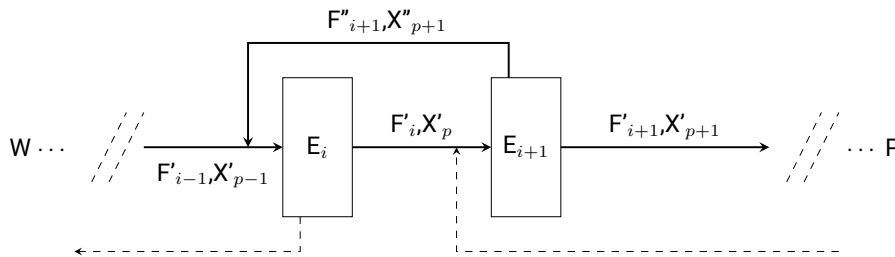 F”ᵢ₊₁,X”ₚ₊₁
W ⋯
Eᵢ
F’ᵢ,X’ₚ
Eᵢ₊₁
F’ᵢ₊₁,X’ₚ₊₁
⋯ P
F’ᵢ₋₁,X’ₚ₋₁